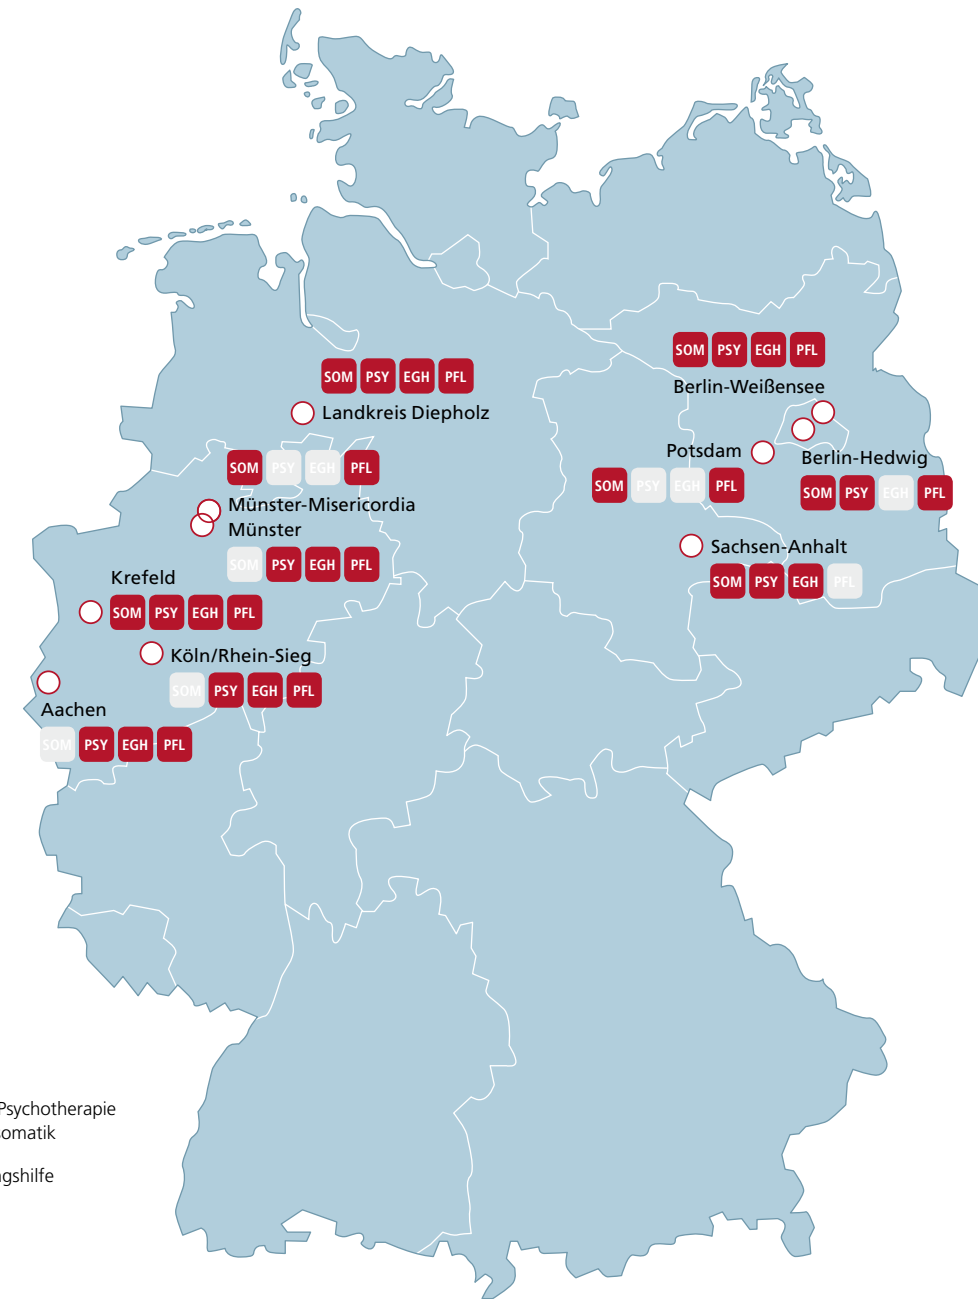 SOM PSY EGH PFL
Berlin-Weißensee
SOM PSY EGH PFL
Landkreis Diepholz
Potsdam
SOM PSY EGH PFL
Berlin-Hedwig
SOM PSY EGH PFL
SOM PSY EGH PFL
Münster-Misericordia
Münster
SOM PSY EGH PFL
Sachsen-Anhalt
SOM PSY EGH PFL
Krefeld
SOM PSY EGH PFL
Köln/Rhein-Sieg
SOM PSY EGH PFL
Aachen
SOM PSY EGH PFL
Psychotherapie
omatik
gshilfe